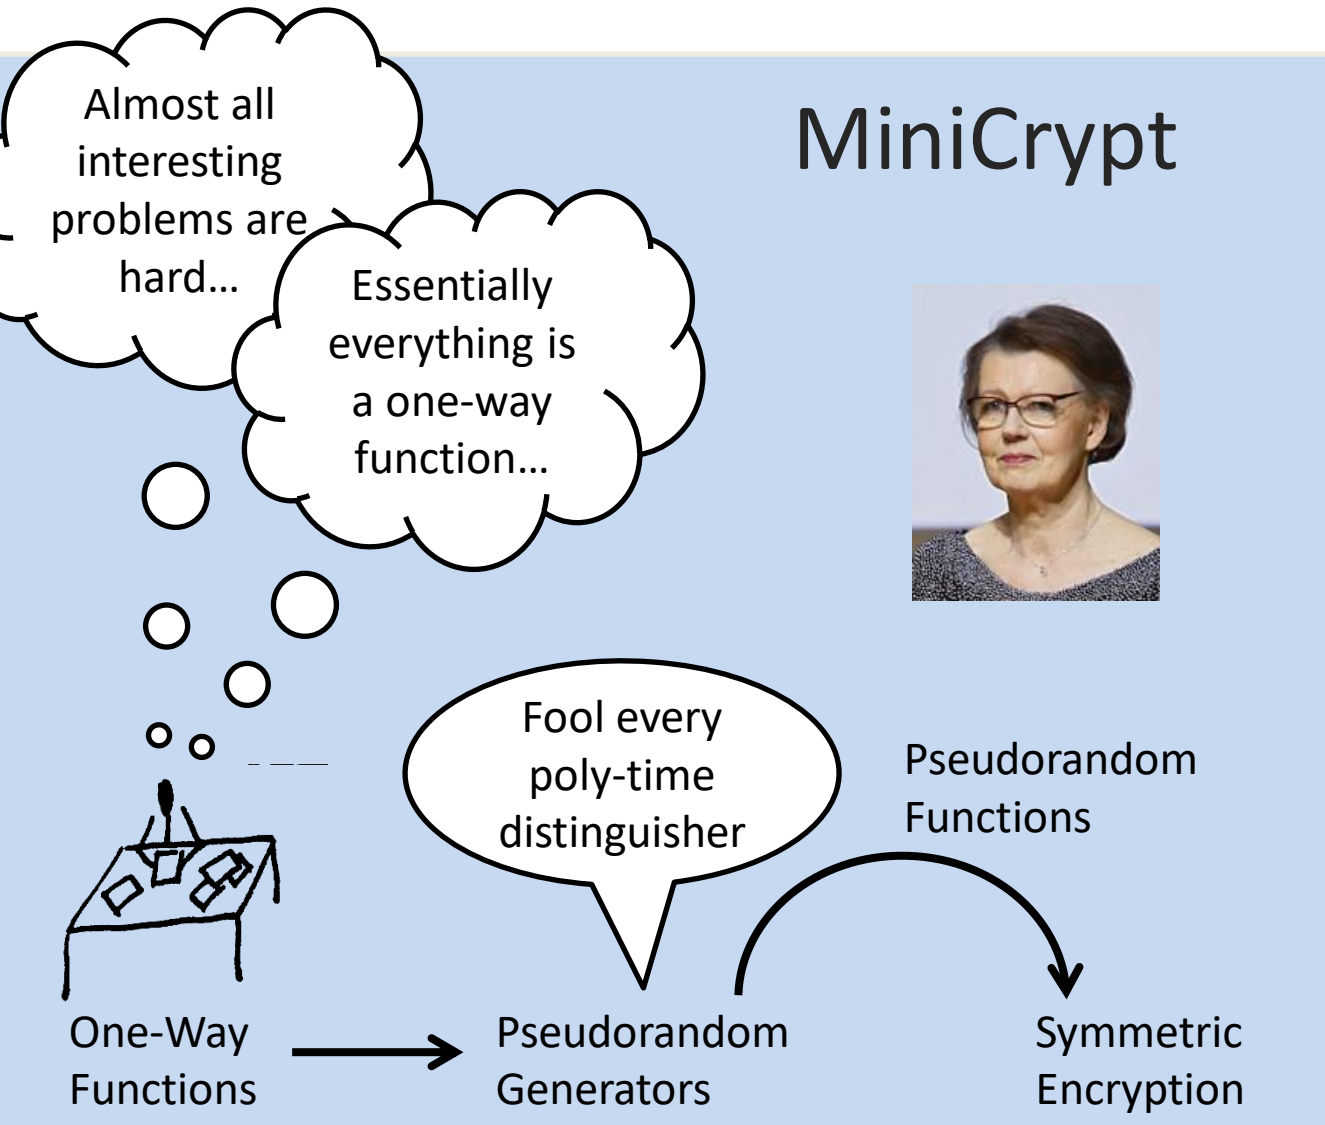 MiniCrypt
Almost all
interesting
problems are
hard…
Essentially
everything is
a one-way
function…
Fool every
poly-time
distinguisher
Pseudorandom
Functions
One-Way
Functions
Pseudorandom
Generators
Symmetric
Encryption